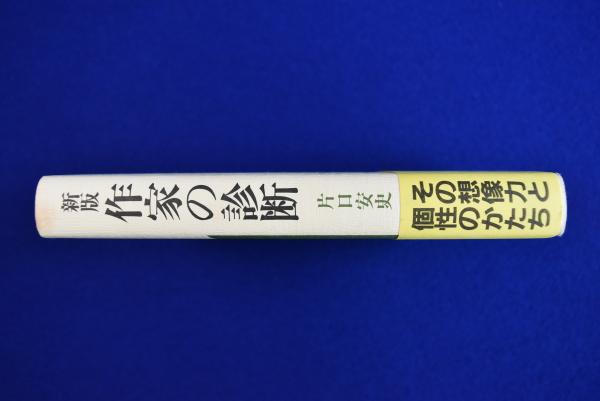 新版
作家の診断
片口安史
その想像力と
個性のかたち